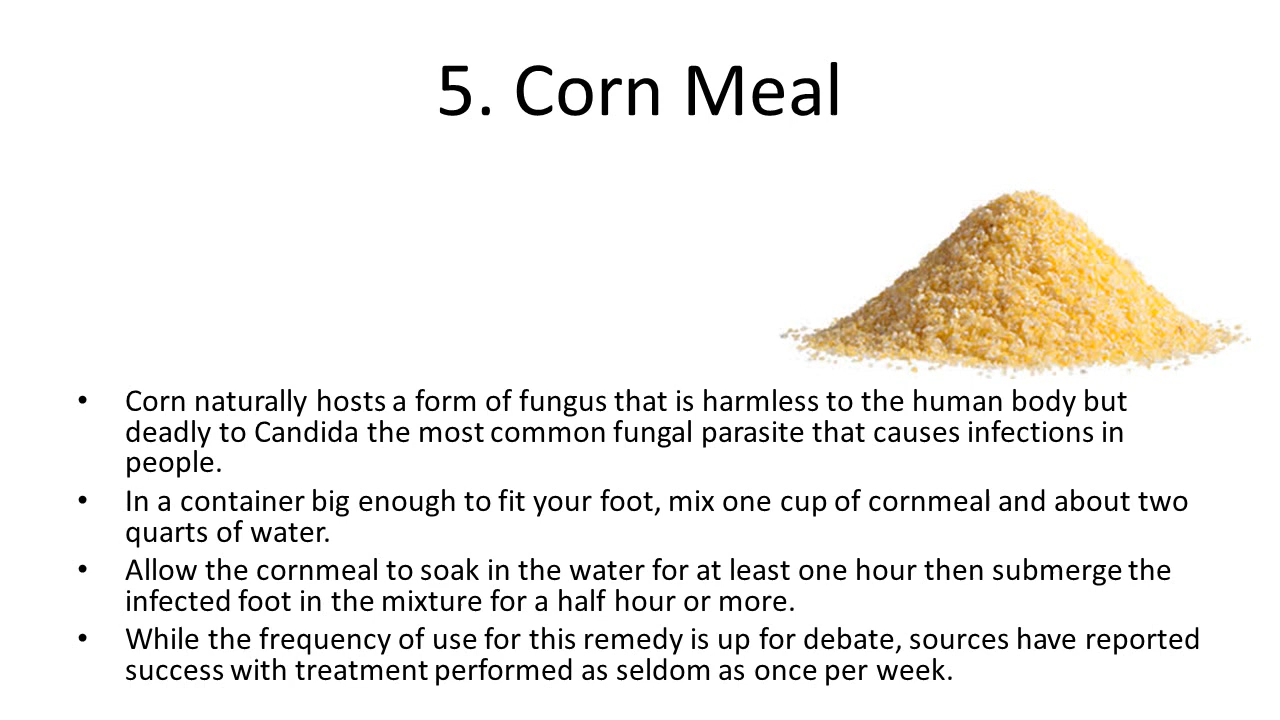 5. Corn Meal
• Corn naturally hosts a form of fungus that is harmless to the human body but
deadly to Candida the most common fungal parasite that causes infections in
people.
• In a container big enough to fit your foot, mix one cup of cornmeal and about two
quarts of water.
• Allow the cornmeal to soak in the water for at least one hour then submerge the
infected foot in the mixture for a half hour or more.
• While the frequency of use for this remedy is up for debate, sources have reported
success with treatment performed as seldom as once per week.